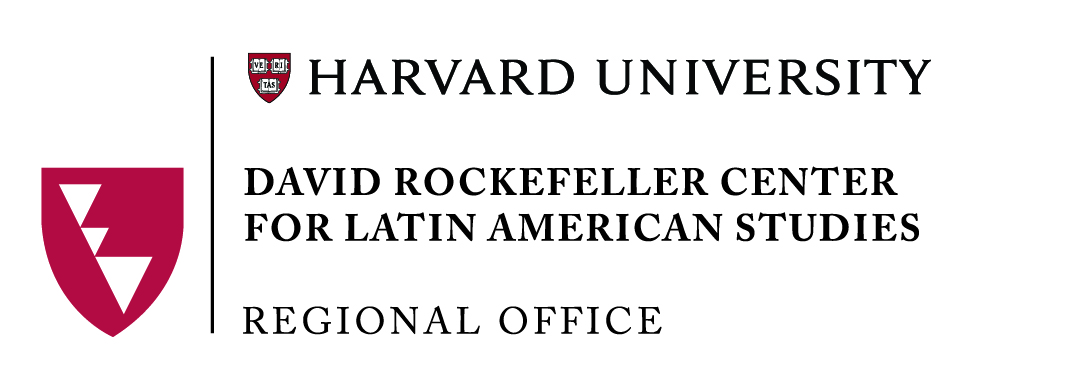 VE RI
TAS
HARVARD UNIVERSITY
DAVID ROCKEFELLER CENTER
FOR LATIN AMERICAN STUDIES
REGIONAL OFFICE